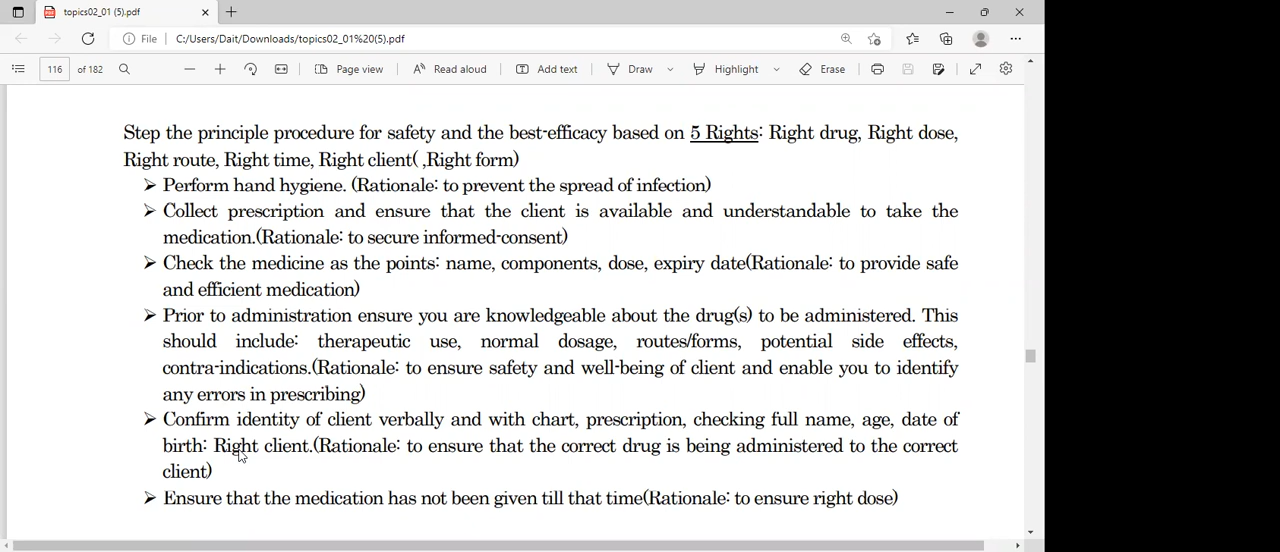 topics02_01 (5).pdf
File C:/Users/Dait/Downloads/topics02_01%20(5).pdf
116 of 182 Page view Read aloud Add text Draw Highlight Erase
Step the principle procedure for safety and the best-efficacy based on 5 Rights: Right drug, Right dose,
Right route, Right time, Right client( ,Right form)
➢ Perform hand hygiene. (Rationale: to prevent the spread of infection)
➢ Collect prescription and ensure that the client is available and understandable to take the
medication.(Rationale: to secure informed-consent)
➢ Check the medicine as the points: name, components, dose, expiry date(Rationale: to provide safe
and efficient medication)
➢ Prior to administration ensure you are knowledgeable about the drug(s) to be administered. This
should include: therapeutic use, normal dosage, routes/forms, potential side effects,
contra-indications.(Rationale: to ensure safety and well-being of client and enable you to identify
any errors in prescribing)
➢ Confirm identity of client verbally and with chart, prescription, checking full name, age, date of
birth: Right client.(Rationale: to ensure that the correct drug is being administered to the correct
client)
➢ Ensure that the medication has not been given till that time(Rationale: to ensure right dose)